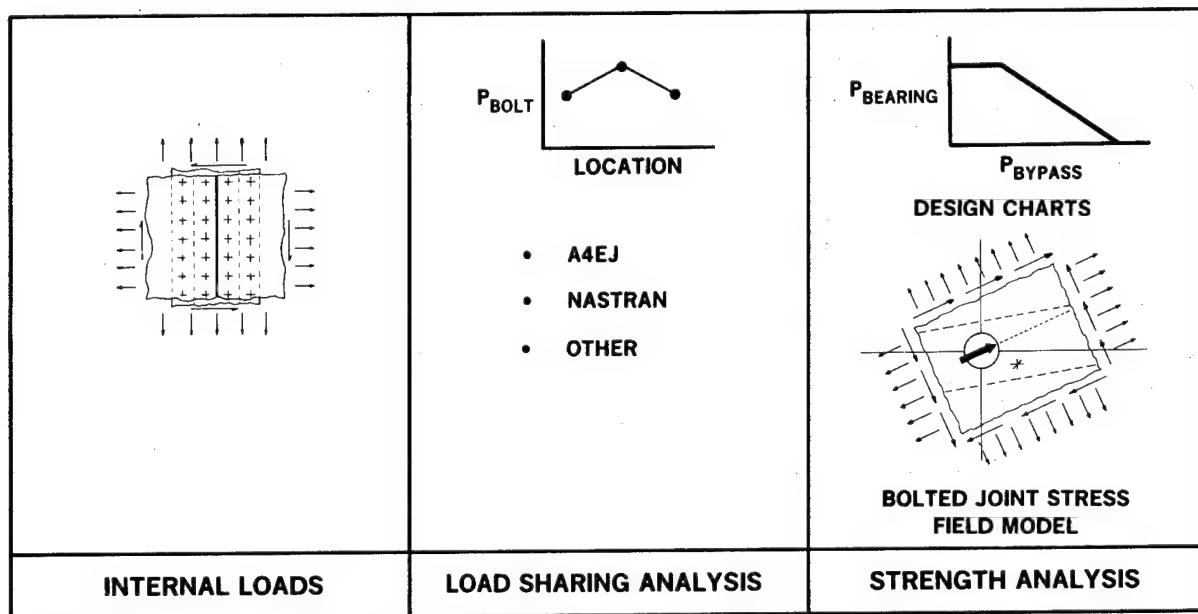 P_BOLT
LOCATION
• A4EJ
• NASTRAN
• OTHER
P_BEARING
P_BYPASS
DESIGN CHARTS
BOLTED JOINT STRESS
FIELD MODEL
INTERNAL LOADS
LOAD SHARING ANALYSIS
STRENGTH ANALYSIS